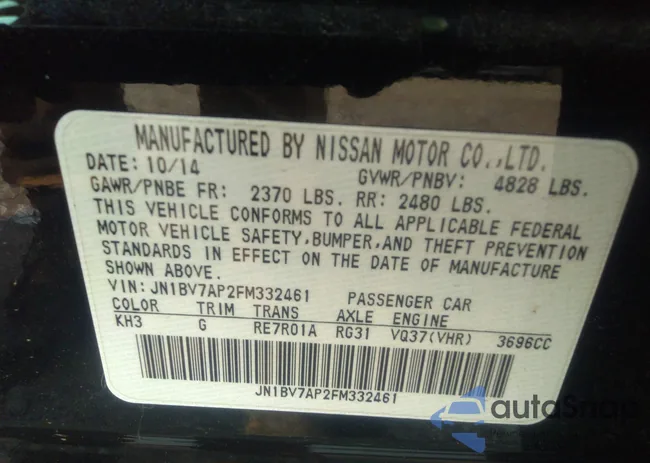 MANUFACTURED BY NISSAN MOTOR CO.,LTD.
DATE: 10/14 GVWR/PNBV: 4828 LBS.
GAWR/PNBE FR: 2370 LBS. RR: 2480 LBS.
THIS VEHICLE CONFORMS TO ALL APPLICABLE FEDERAL
MOTOR VEHICLE SAFETY,BUMPER,AND THEFT PREVENTION
STANDARDS IN EFFECT ON THE DATE OF MANUFACTURE
SHOWN ABOVE.
VIN: JN1BV7AP2FM332461 PASSENGER CAR
COLOR TRIM TRANS AXLE ENGINE
KH3 G RE7R01A RG31 VQ37(VHR) 3696CC
JN1BV7AP2FM332461
autoSnap